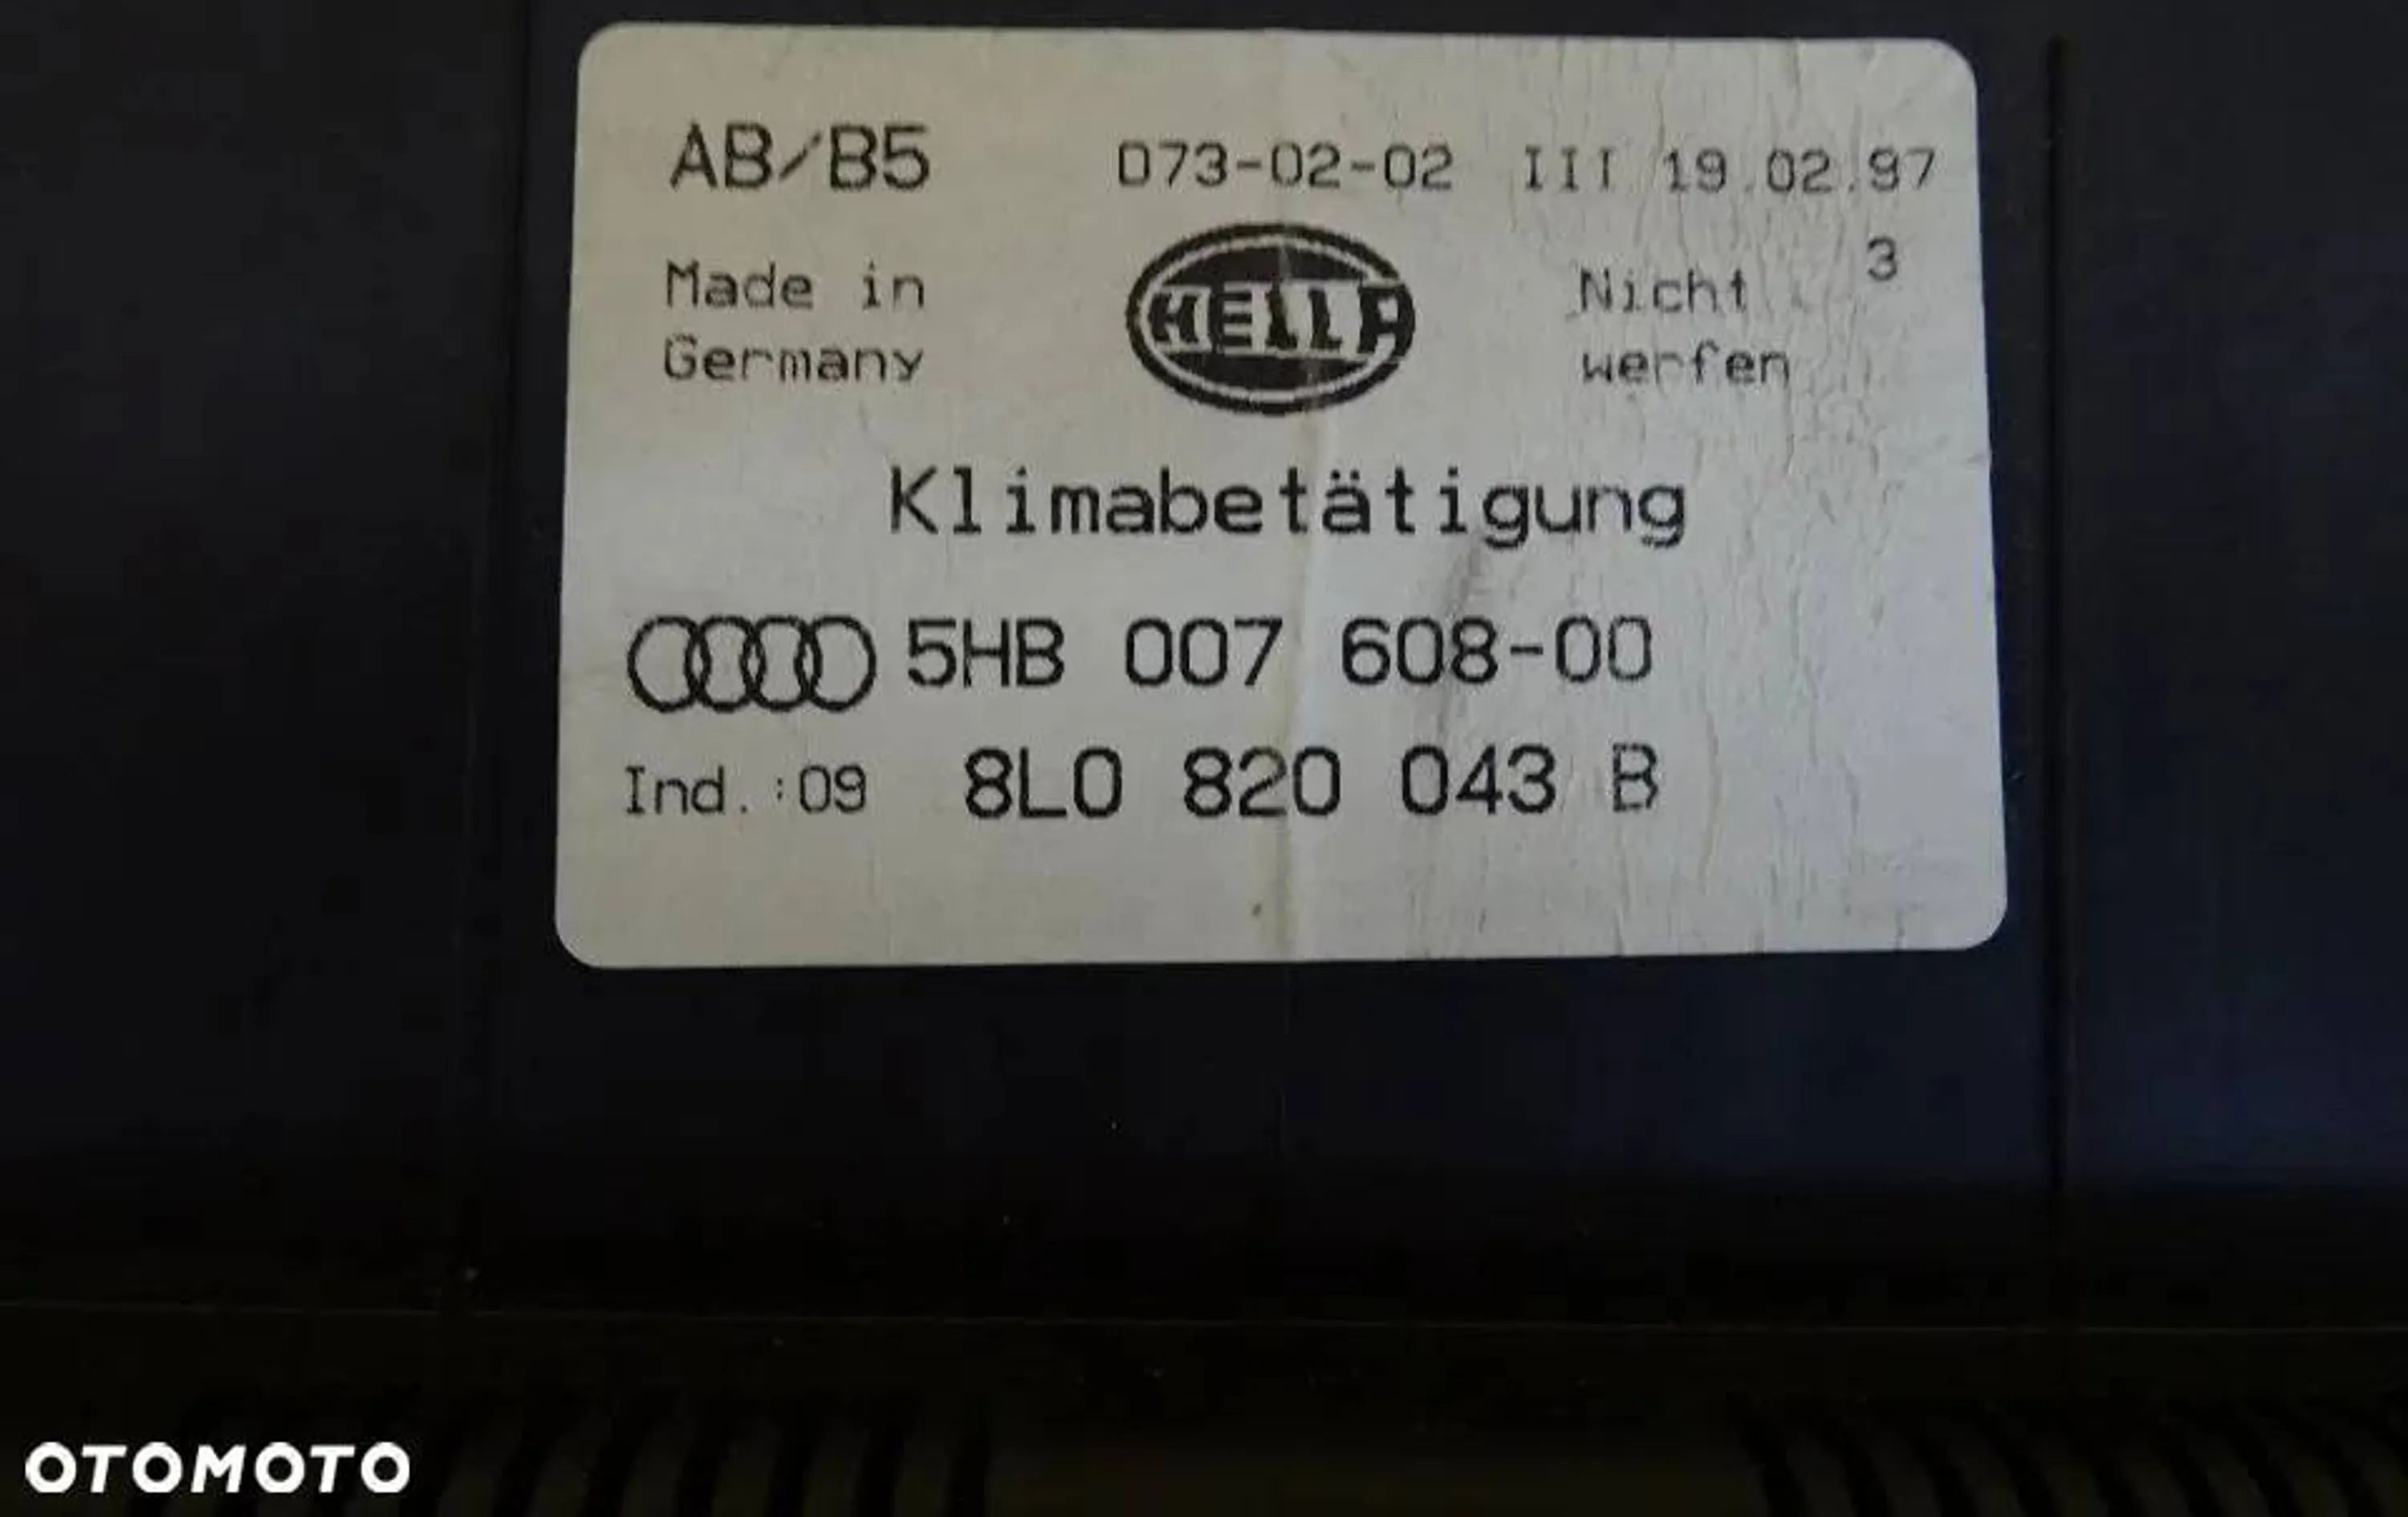 AB/B5 073-02-02 III 19.02.97
3
Made in Nicht
HELLA
Germany werfen
Klimabetätigung
5HB 007 608-00
Ind.:09 8L0 820 043 B
OTOMOTO